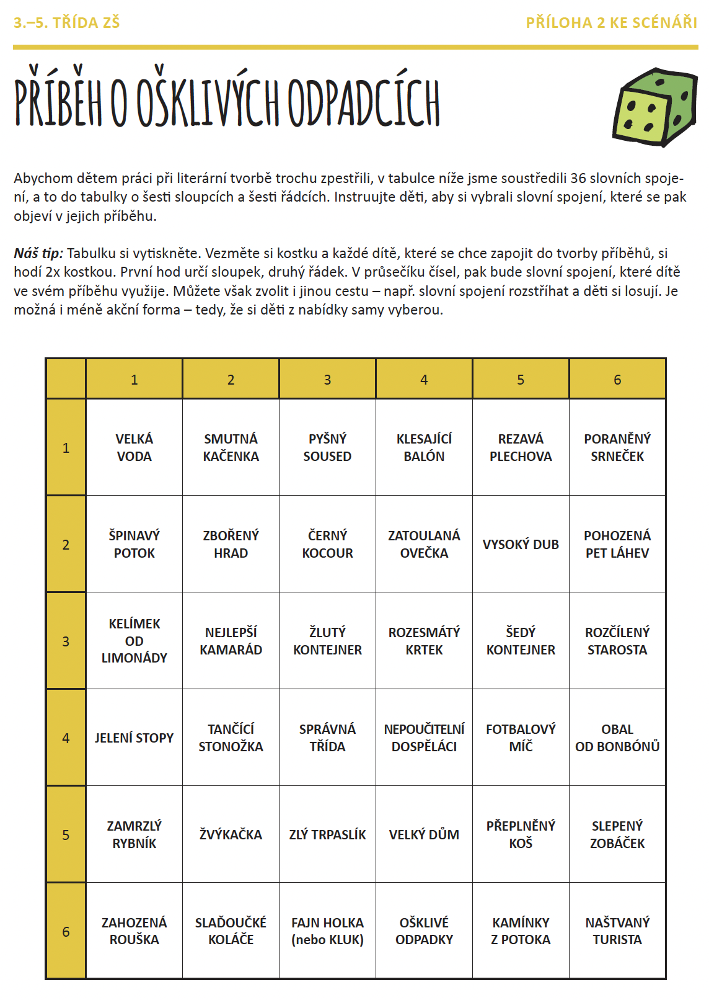 3.–5. TŘÍDA ZŠ
PŘÍLOHA 2 KE SCÉNÁŘI
PŘÍBĚH O OŠKLIVÝCH ODPADCÍCH
Abychom dětem práci při literární tvorbě trochu zpestřili, v tabulce níže jsme soustředili 36 slovních spoje-
ní, a to do tabulky o šesti sloupcích a šesti řádcích. Instruujte děti, aby si vybrali slovní spojení, které se pak
objeví v jejich příběhu.
Náš tip: Tabulku si vytiskněte. Vezměte si kostku a každé dítě, které se chce zapojit do tvorby příběhů, si
hodí 2x kostkou. První hod určí sloupek, druhý řádek. V průsečíku čísel, pak bude slovní spojení, které dítě
ve svém příběhu využije. Můžete však zvolit i jinou cestu – např. slovní spojení rozstříhat a děti si losují. Je
možná i méně akční forma – tedy, že si děti z nabídky samy vyberou.
1
2
3
4
5
6
1
VELKÁ
VODA
SMUTNÁ
KAČENKA
PYŠNÝ
SOUSED
KLESAJÍCÍ
BALÓN
REZAVÁ
PLECHOVA
PORANĚNÝ
SRNEČEK
2
ŠPINAVÝ
POTOK
ZBOŘENÝ
HRAD
ČERNÝ
KOCOUR
ZATOULANÁ
OVEČKA
VYSOKÝ DUB
POHOZENÁ
PET LÁHEV
3
KELÍMEK
OD
LIMONÁDY
NEJLEPŠÍ
KAMARÁD
ŽLUTÝ
KONTEJNER
ROZESMÁTÝ
KRTEK
ŠEDÝ
KONTEJNER
ROZČÍLENÝ
STAROSTA
4
JELENÍ STOPY
TANČÍCÍ
STONOŽKA
SPRÁVNÁ
TŘÍDA
NEPOUČITELNÍ
DOSPĚLÁCI
FOTBALOVÝ
MÍČ
OBAL
OD BONBÓNŮ
5
ZAMRZLÝ
RYBNÍK
ŽVÝKAČKA
ZLÝ TRPASLÍK
VELKÝ DŮM
PŘEPLNĚNÝ
KOŠ
SLEPENÝ
ZOBÁČEK
6
ZAHOZENÁ
ROUŠKA
SLAĎOUČKÉ
KOLÁČE
FAJN HOLKA
(nebo KLUK)
OŠKLIVÉ
ODPADKY
KAMÍNKY
Z POTOKA
NAŠTVANÝ
TURISTA